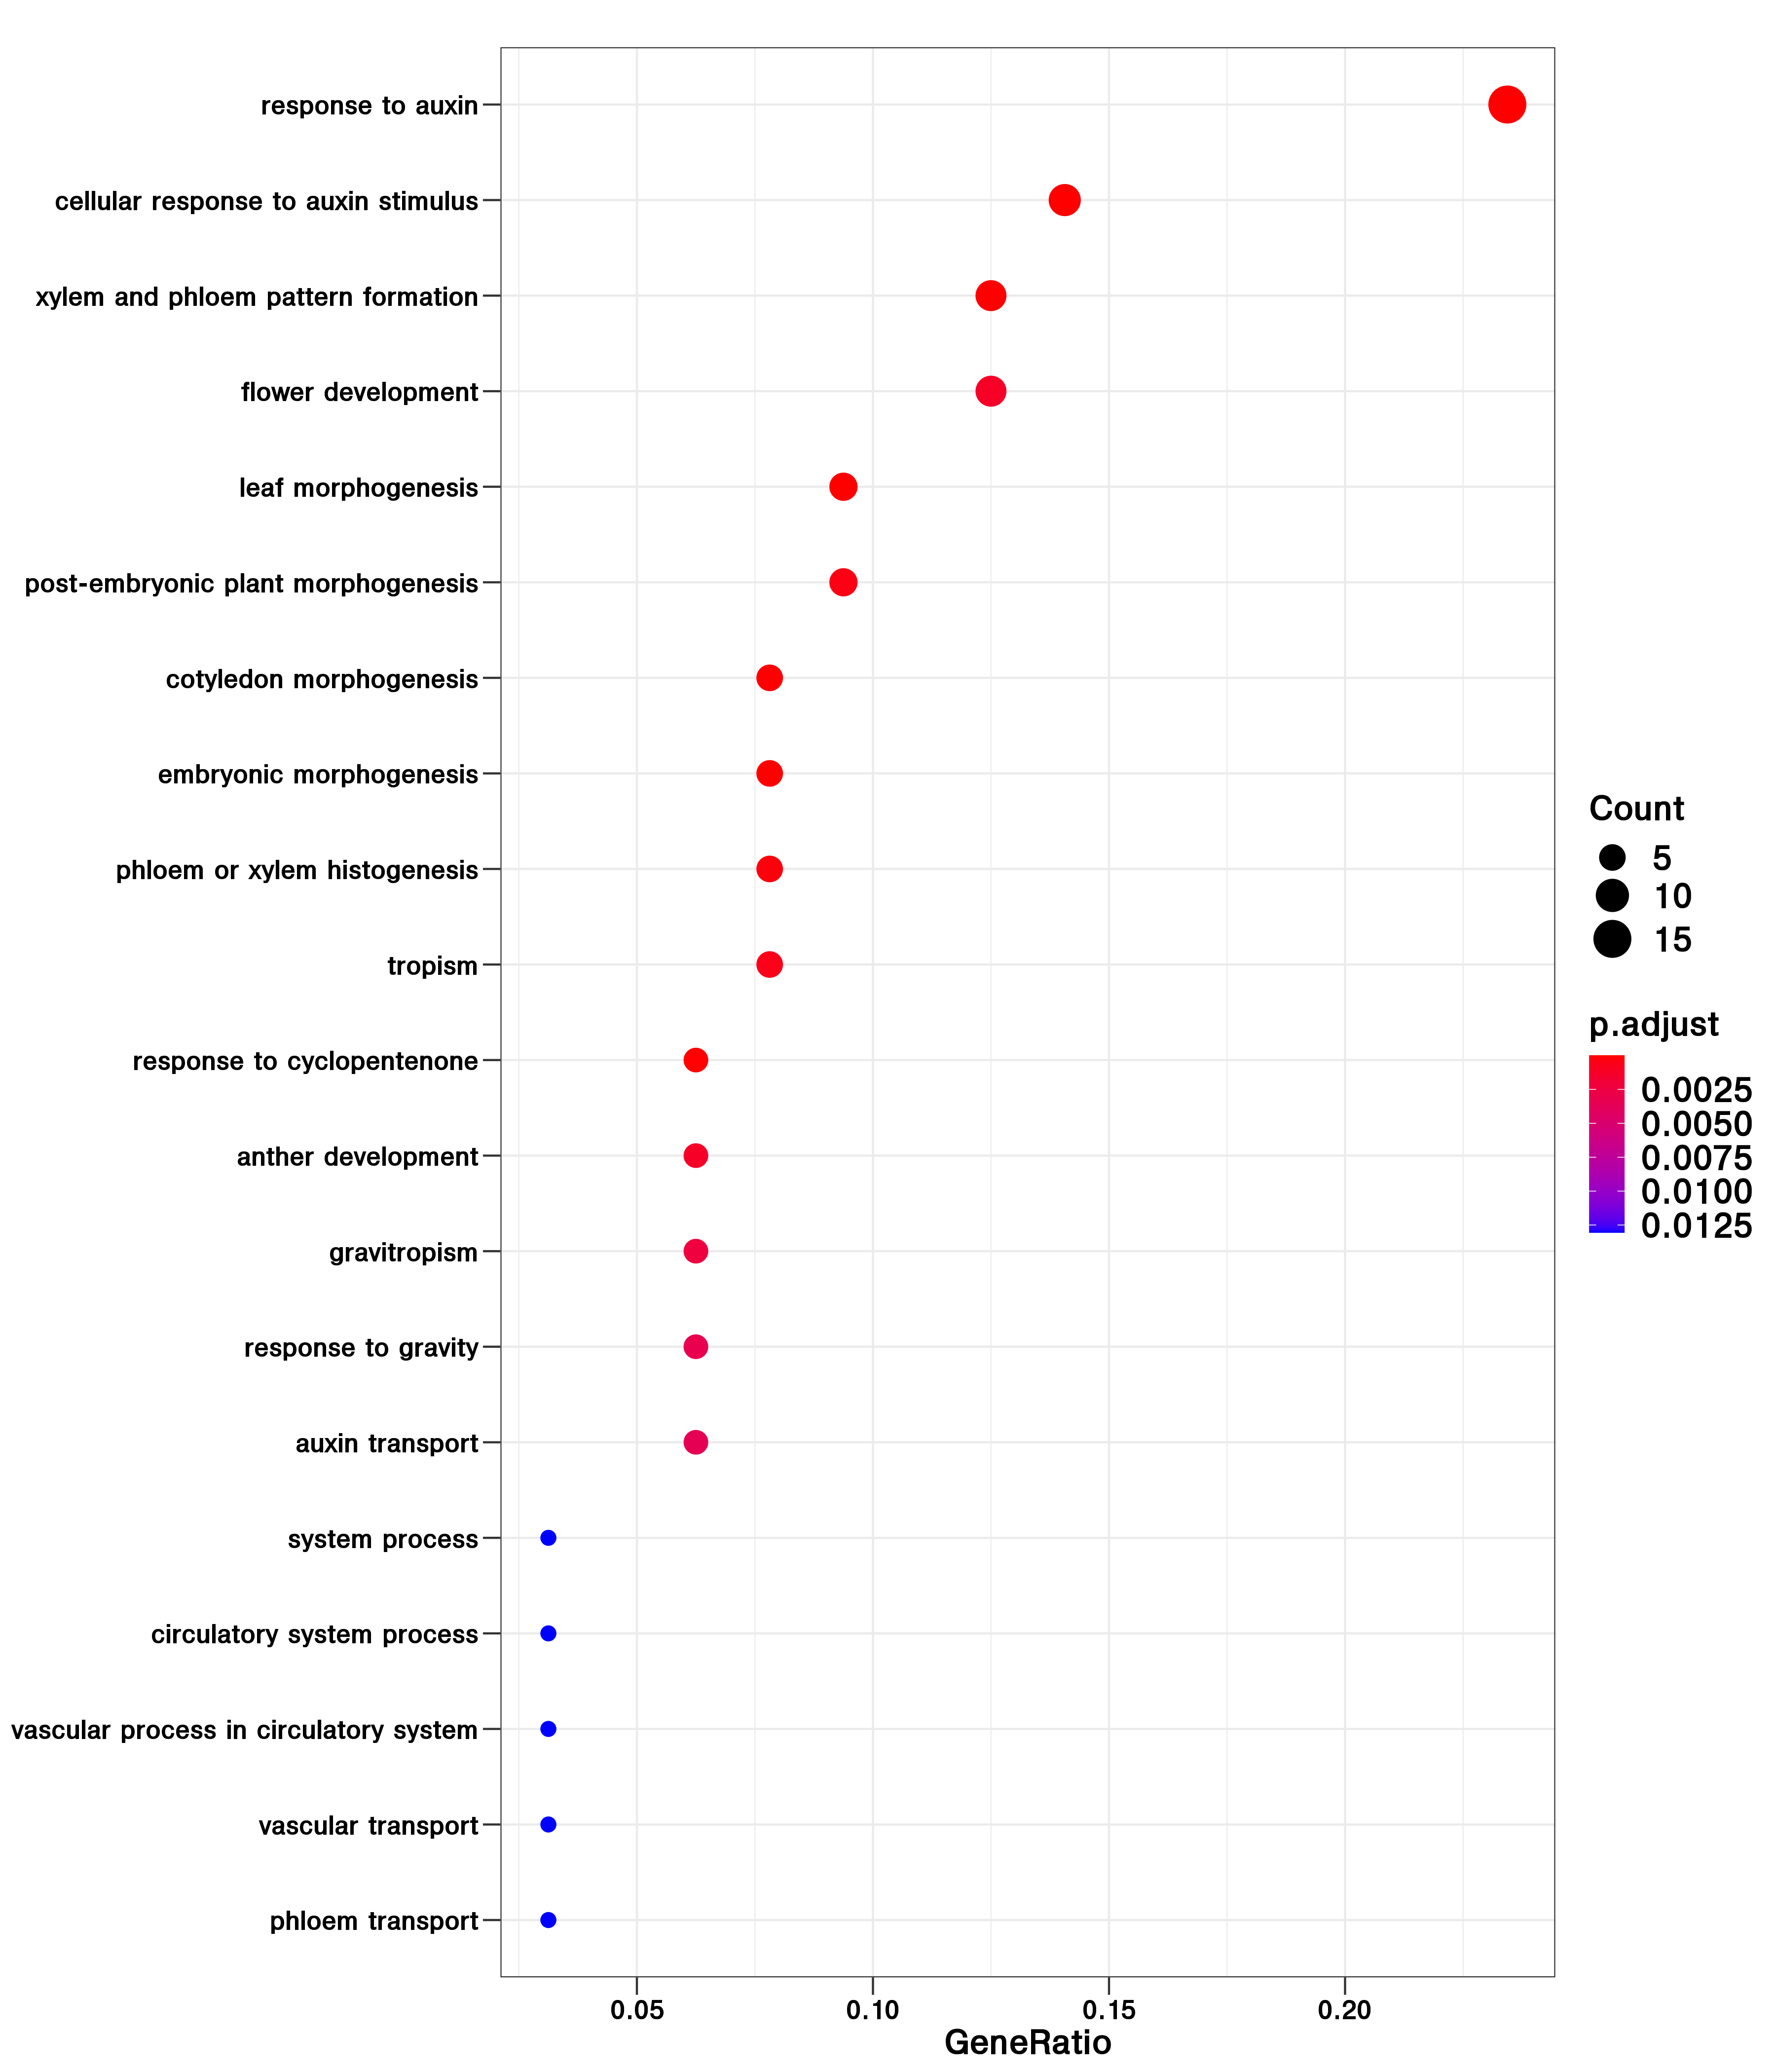 response to auxin
cellular response to auxin stimulus
xylem and phloem pattern formation
flower development
leaf morphogenesis
post-embryonic plant morphogenesis
cotyledon morphogenesis
embryonic morphogenesis
phloem or xylem histogenesis
tropism
response to cyclopentenone
anther development
gravitropism
response to gravity
auxin transport
system process
circulatory system process
vascular process in circulatory system
vascular transport
phloem transport
0.05 0.10 0.15 0.20
GeneRatio
Count
5
10
15
p.adjust
0.0025
0.0050
0.0075
0.0100
0.0125